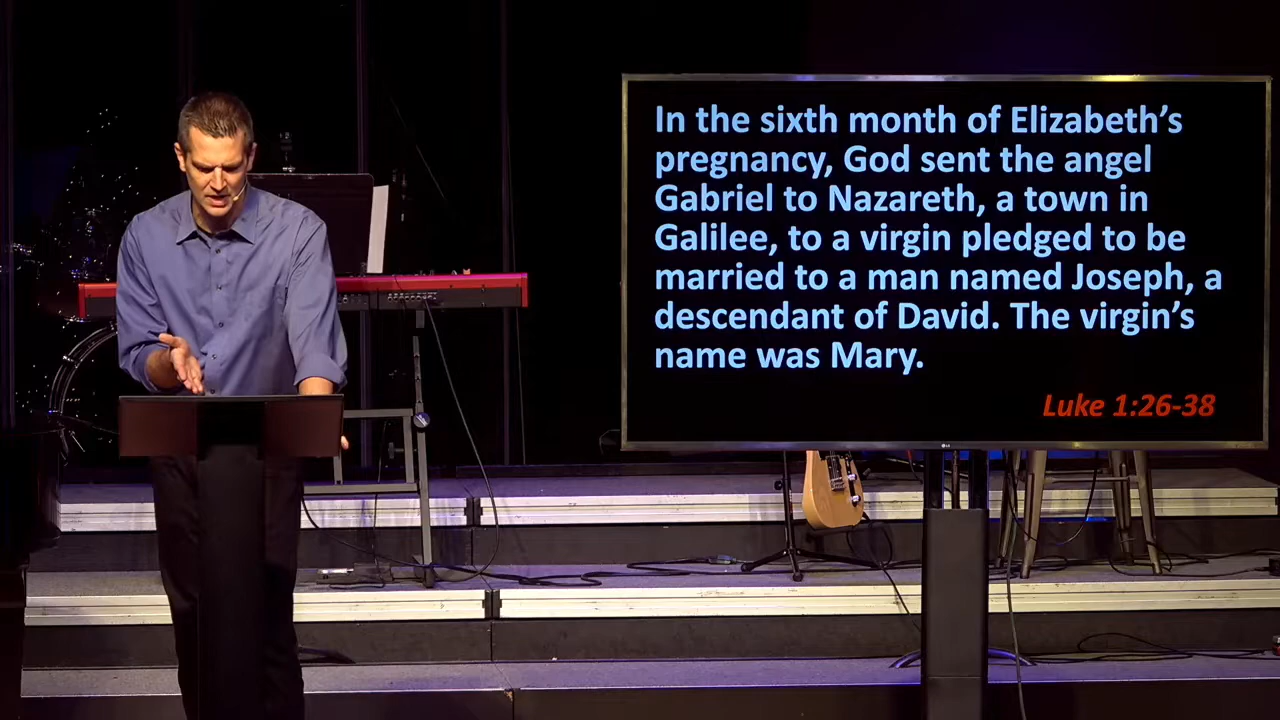 In the sixth month of Elizabeth’s
pregnancy, God sent the angel
Gabriel to Nazareth, a town in
Galilee, to a virgin pledged to be
married to a man named Joseph, a
descendant of David. The virgin’s
name was Mary.
Luke 1:26-38
LG